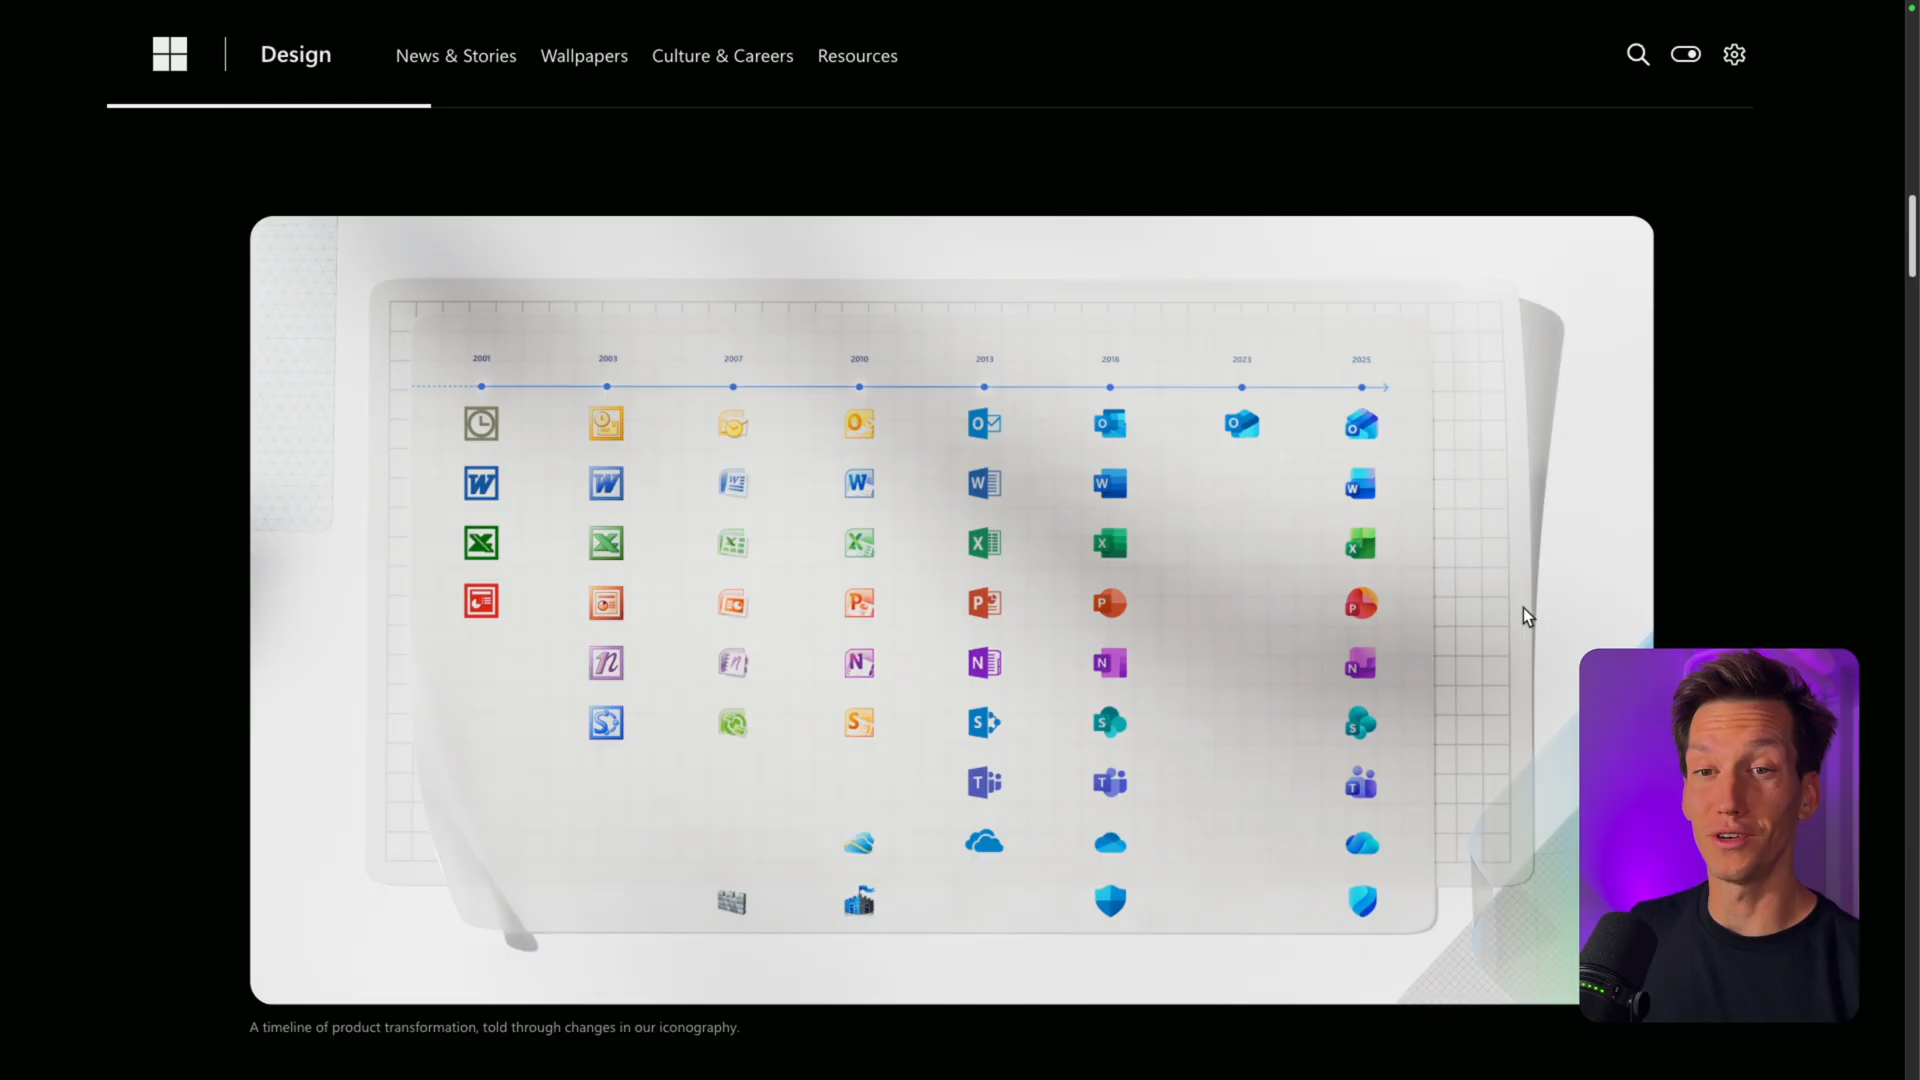 Design
News & Stories
Wallpapers
Culture & Careers
Resources
2001 2003 2007 2010 2013 2016 2023 2025
O O O O O
W W W W W W W
X X X X X X X
P P P P
n n N N N N
S S S S S
T T T
A timeline of product transformation, told through changes in our iconography.